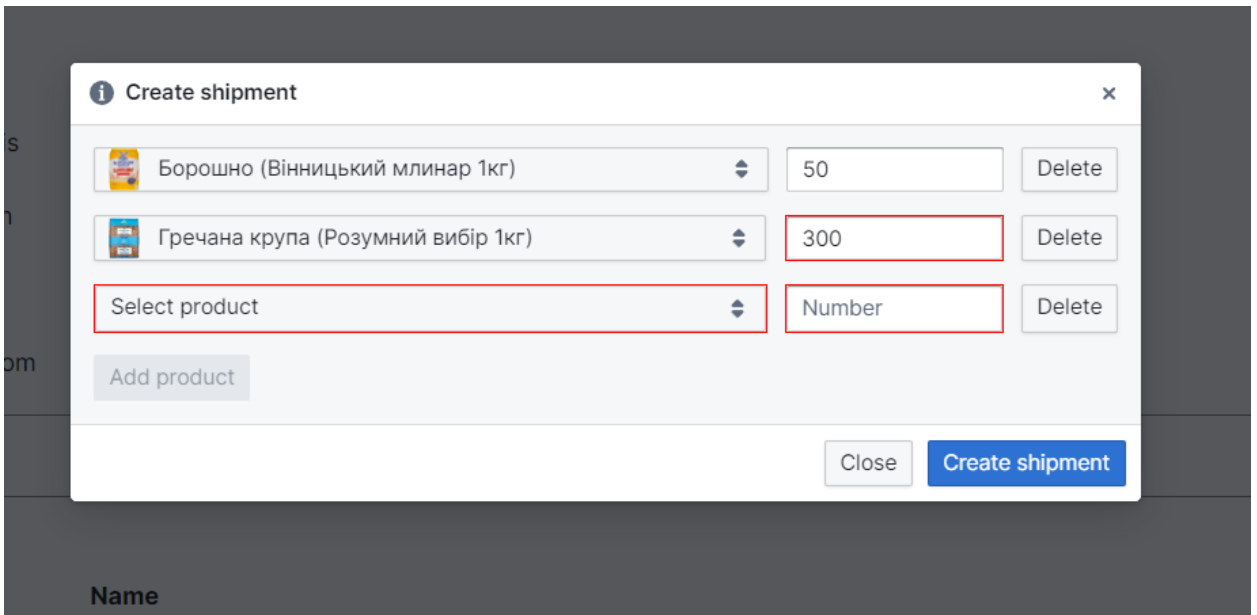 Create shipment
s
Борошно (Вінницький млинар 1кг) 50 Delete
Гречана крупа (Розумний вибір 1кг) 300 Delete
Select product Number Delete
om
Add product
Close Create shipment
Name